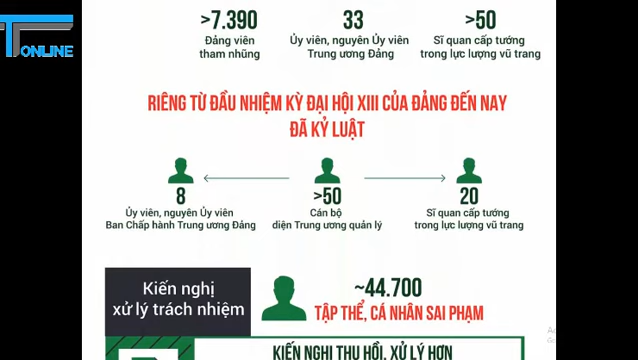 TF
ONLINE
>7.390
33
>50
Đảng viên
tham nhũng
Ủy viên, nguyên Ủy viên
Trung ương Đảng
Sĩ quan cấp tướng
trong lực lượng vũ trang
RIÊNG TỪ ĐẦU NHIỆM KỲ ĐẠI HỘI XIII CỦA ĐẢNG ĐẾN NAY
ĐÃ KỶ LUẬT
8
>50
20
Ủy viên, nguyên Ủy viên
Ban Chấp hành Trung ương Đảng
Cán bộ
diện Trung ương quản lý
Sĩ quan cấp tướng
trong lực lượng vũ trang
Kiến nghị
xử lý trách nhiệm
~44.700
TẬP THỂ, CÁ NHÂN SAI PHẠM
KIẾN NGHỊ THU HỒI, XỬ LÝ HƠN